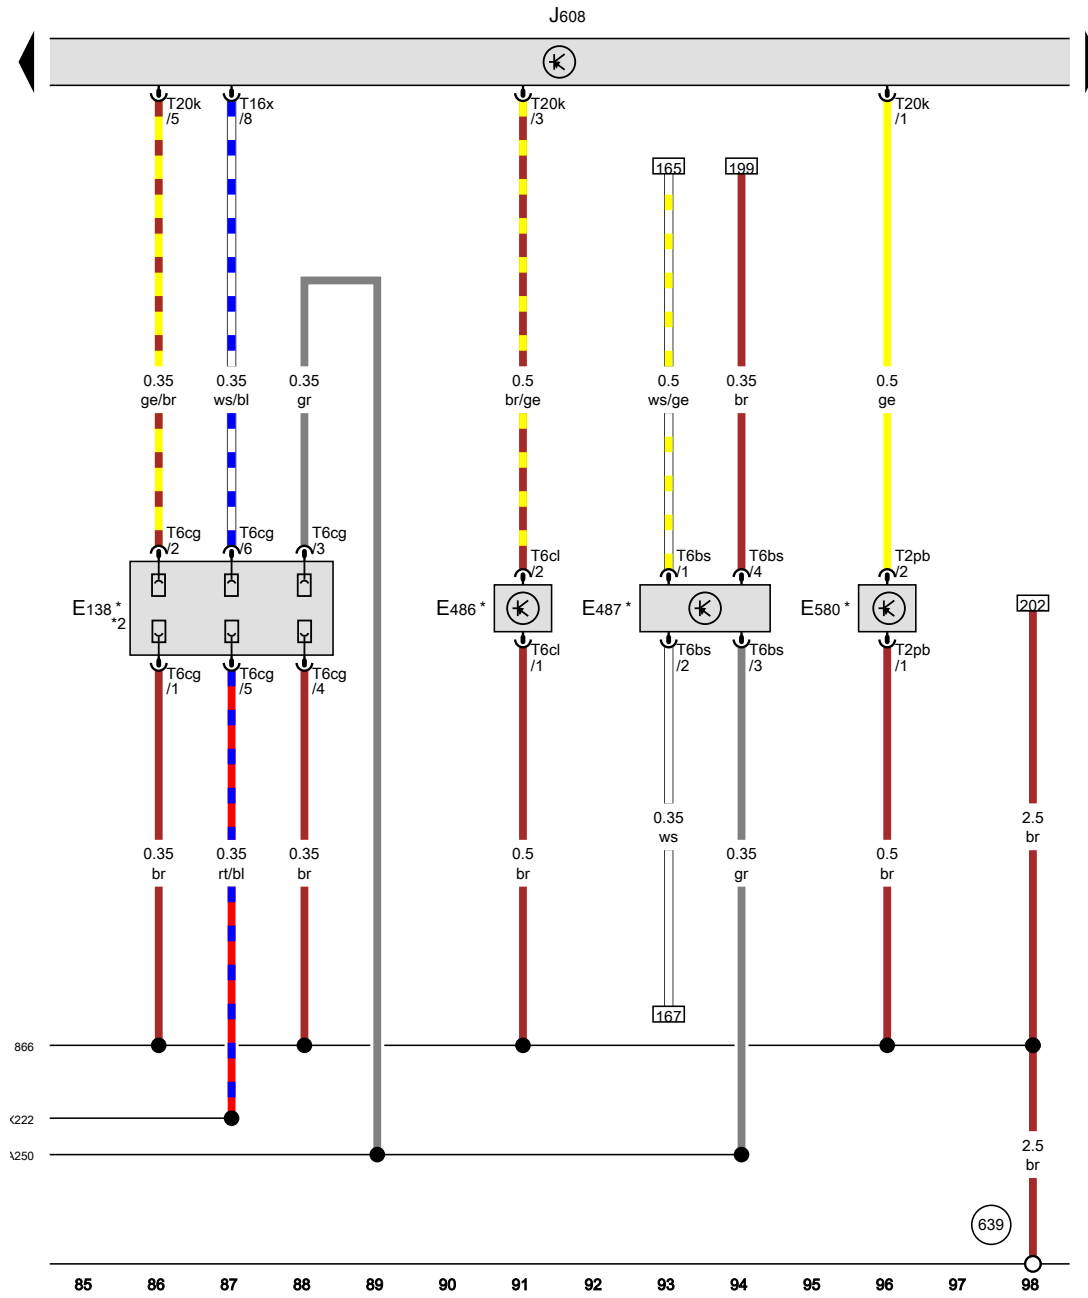 J608
T20k
/5
T16x
/8
T20k
/3
T20k
/1
165
199
0.35
ge/br
0.35
ws/bl
0.35
gr
0.5
br/ge
0.5
ws/ge
0.35
br
0.5
ge
T6cg
/2
T6cg
/6
T6cg
/3
T6cl
/2
T6bs
/1
T6bs
/4
T2pb
/2
E138 *
*2
E486 *
E487 *
E580 *
202
T6cg
/1
T6cg
/5
T6cg
/4
T6cl
/1
T6bs
/2
T6bs
/3
T2pb
/1
0.35
br
0.35
rt/bl
0.35
br
0.5
br
0.35
ws
0.35
gr
0.5
br
2.5
br
167
866
X222
A250
2.5
br
639
85 86 87 88 89 90 91 92 93 94 95 96 97 98